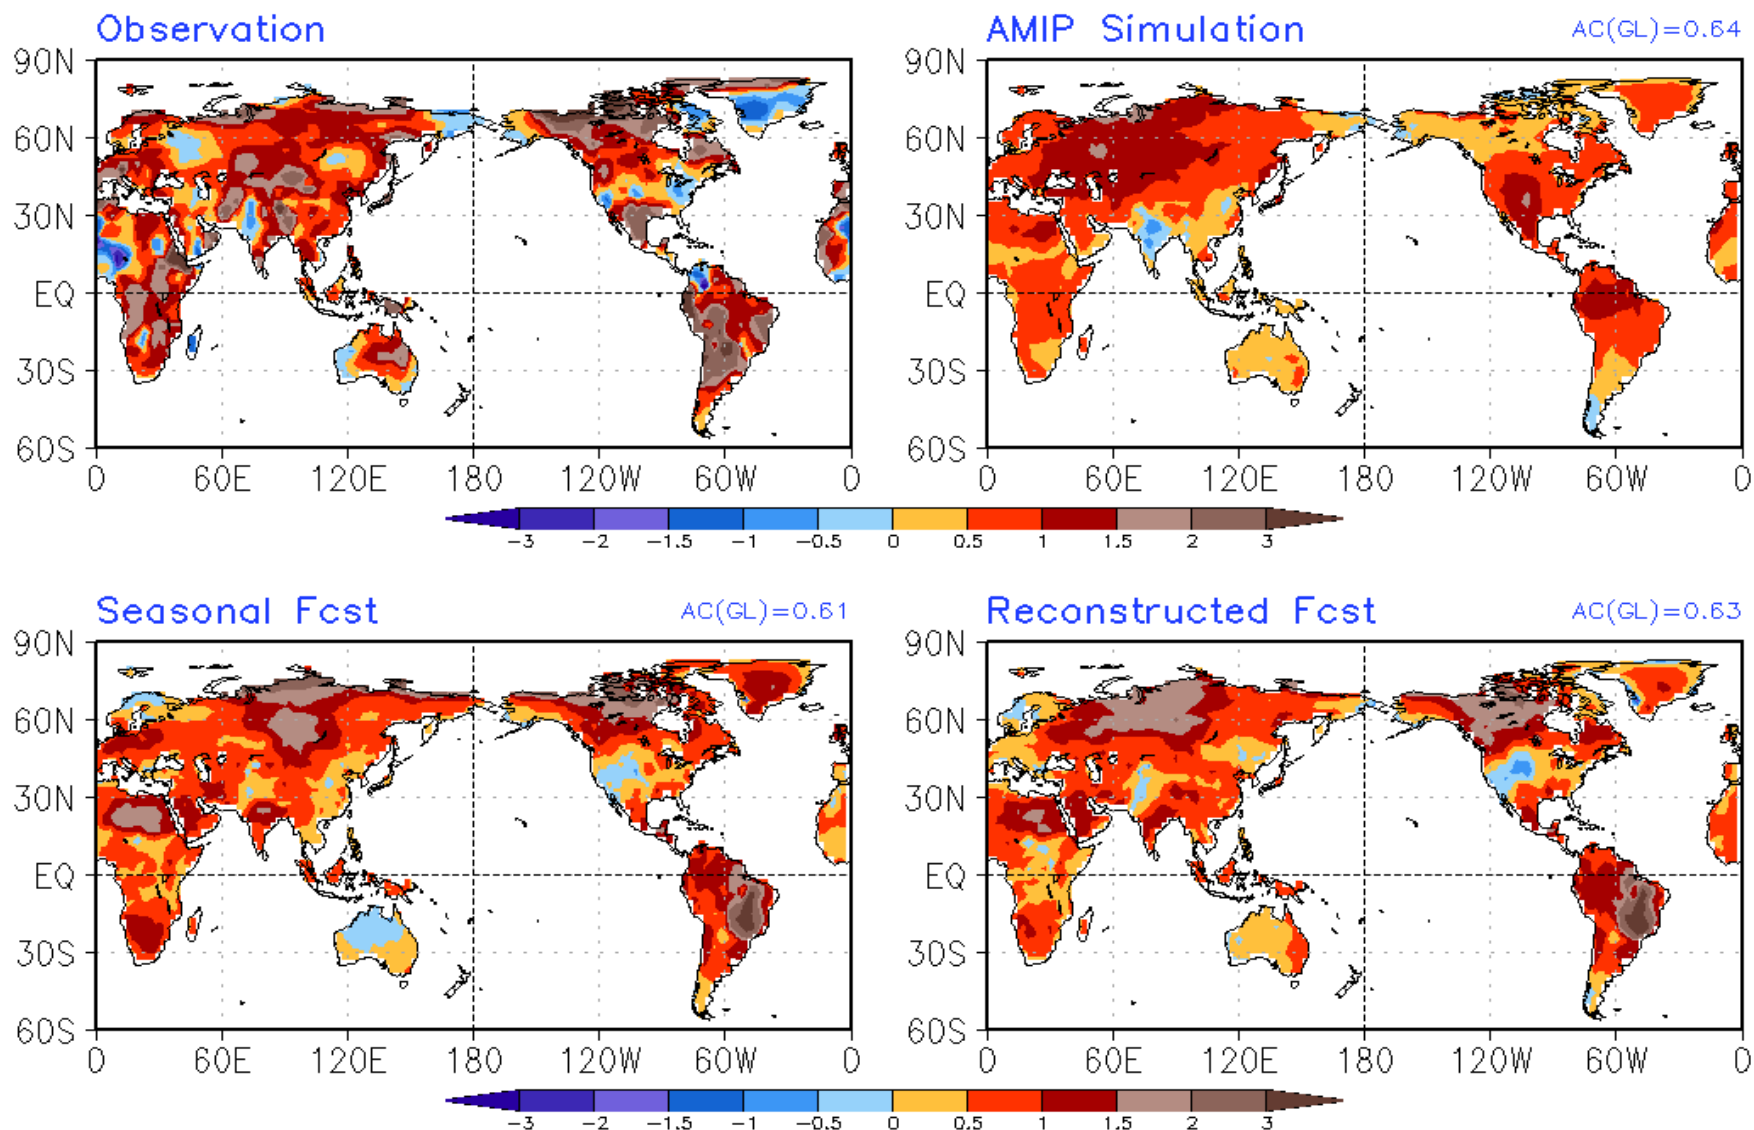 Observation
AMIP Simulation AC(GL)=0.64
90N 90N
60N 60N
30N 30N
EQ EQ
30S 30S
60S 60S
0 60E 120E 180 120W 60W 0 0 60E 120E 180 120W 60W 0
-3 -2 -1.5 -1 -0.5 0 0.5 1 1.5 2 3
Seasonal Fcst AC(GL)=0.61
Reconstructed Fcst AC(GL)=0.63
90N 90N
60N 60N
30N 30N
EQ EQ
30S 30S
60S 60S
0 60E 120E 180 120W 60W 0 0 60E 120E 180 120W 60W 0
-3 -2 -1.5 -1 -0.5 0 0.5 1 1.5 2 3